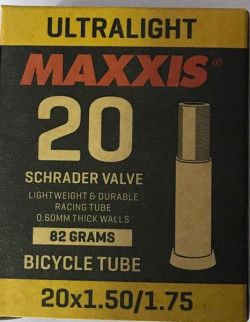 ULTRALIGHT
MAXXIS®
20
SCHRADER VALVE
LIGHTWEIGHT & DURABLE
RACING TUBE
0.60MM THICK WALLS
82 GRAMS
BICYCLE TUBE
20x1.50/1.75